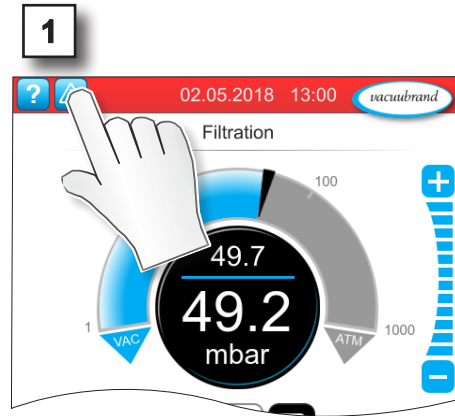 1
? 02.05.2018 13:00 vacuubrand
Filtration
100
+
49.7
49.2
mbar
1
VAC
ATM
1000
-